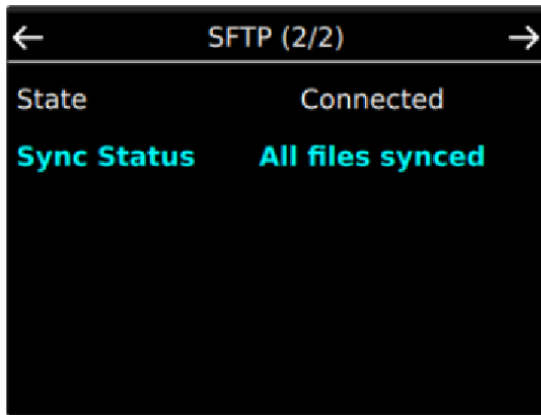 ← SFTP (2/2) →
State Connected
Sync Status All files synced